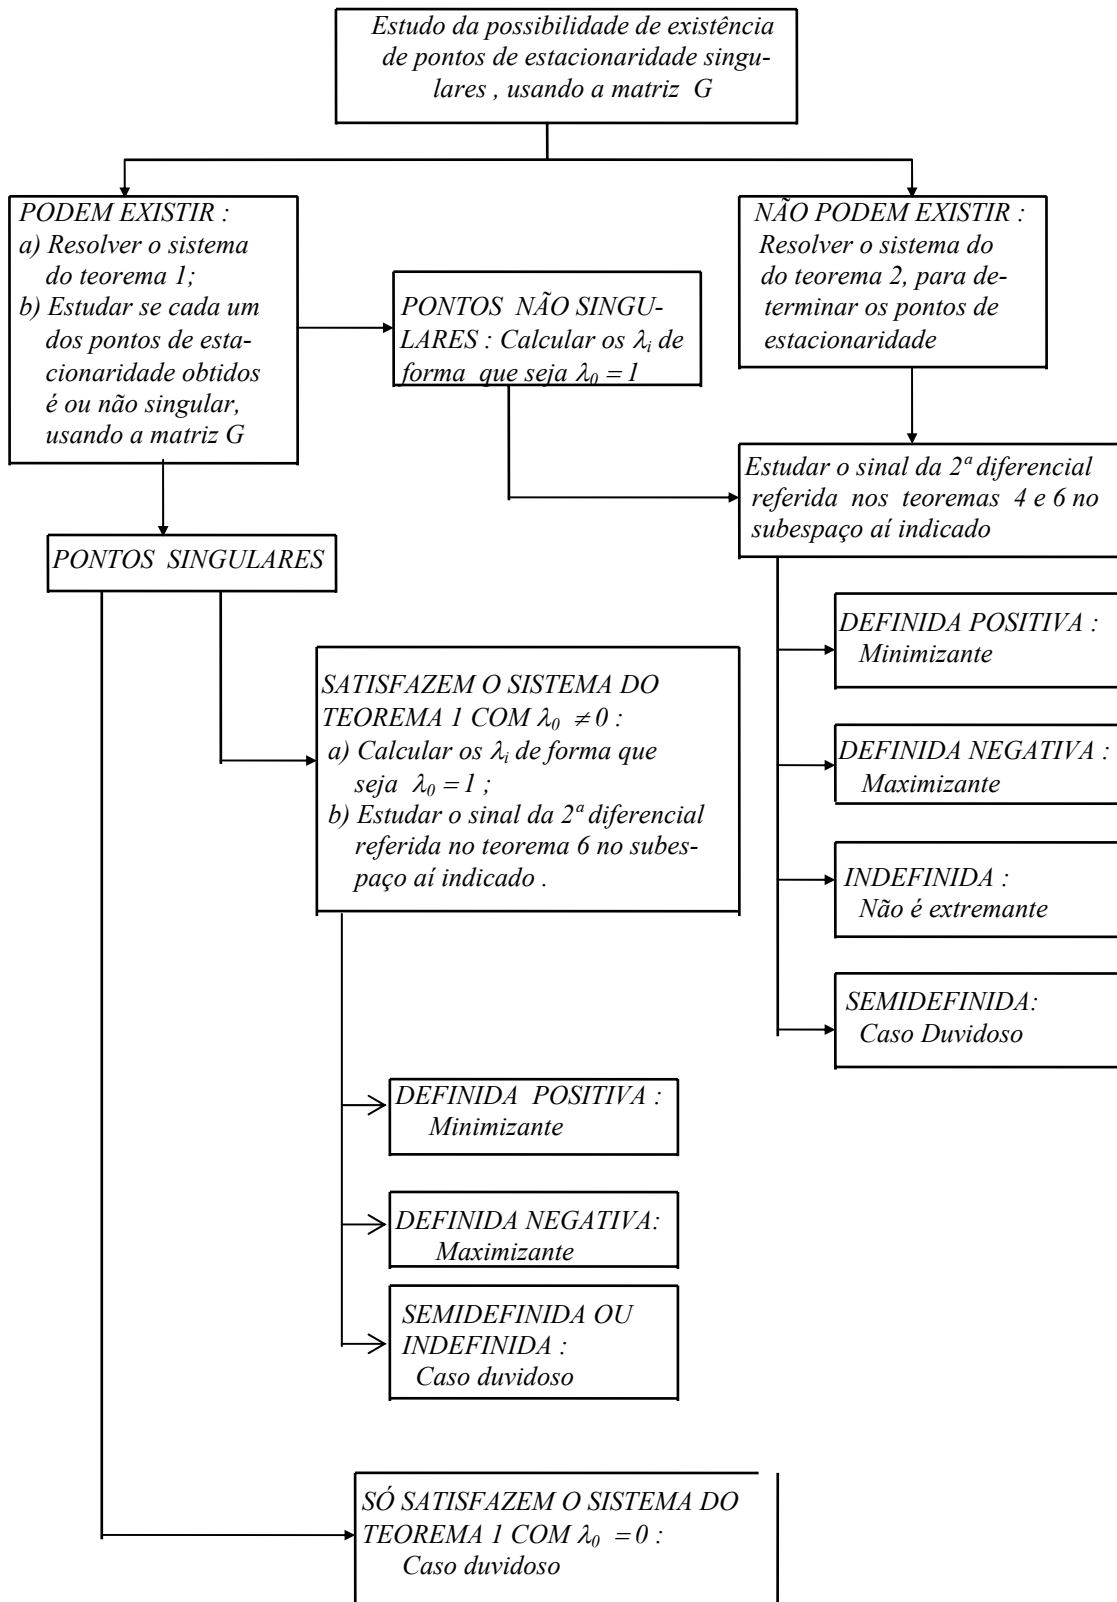 Estudo da possibilidade de existência
de pontos de estacionaridade singu-
lares , usando a matriz G
PODEM EXISTIR :
a) Resolver o sistema
do teorema 1;
b) Estudar se cada um
dos pontos de esta-
cionaridade obtidos
é ou não singular,
usando a matriz G
PONTOS NÃO SINGU-
LARES : Calcular os λi de
forma que seja λ0 = 1
NÃO PODEM EXISTIR :
Resolver o sistema do
do teorema 2, para de-
terminar os pontos de
estacionaridade
Estudar o sinal da 2ª diferencial
referida nos teoremas 4 e 6 no
subespaço aí indicado
PONTOS SINGULARES
DEFINIDA POSITIVA :
Minimizante
DEFINIDA NEGATIVA :
Maximizante
INDEFINIDA :
Não é extremante
SEMIDEFINIDA:
Caso Duvidoso
SATISFAZEM O SISTEMA DO
TEOREMA 1 COM λ0 ≠ 0 :
a) Calcular os λi de forma que
seja λ0 = 1 ;
b) Estudar o sinal da 2ª diferencial
referida no teorema 6 no subes-
paço aí indicado .
DEFINIDA POSITIVA :
Minimizante
DEFINIDA NEGATIVA:
Maximizante
SEMIDEFINIDA OU
INDEFINIDA :
Caso duvidoso
SÓ SATISFAZEM O SISTEMA DO
TEOREMA 1 COM λ0 = 0 :
Caso duvidoso